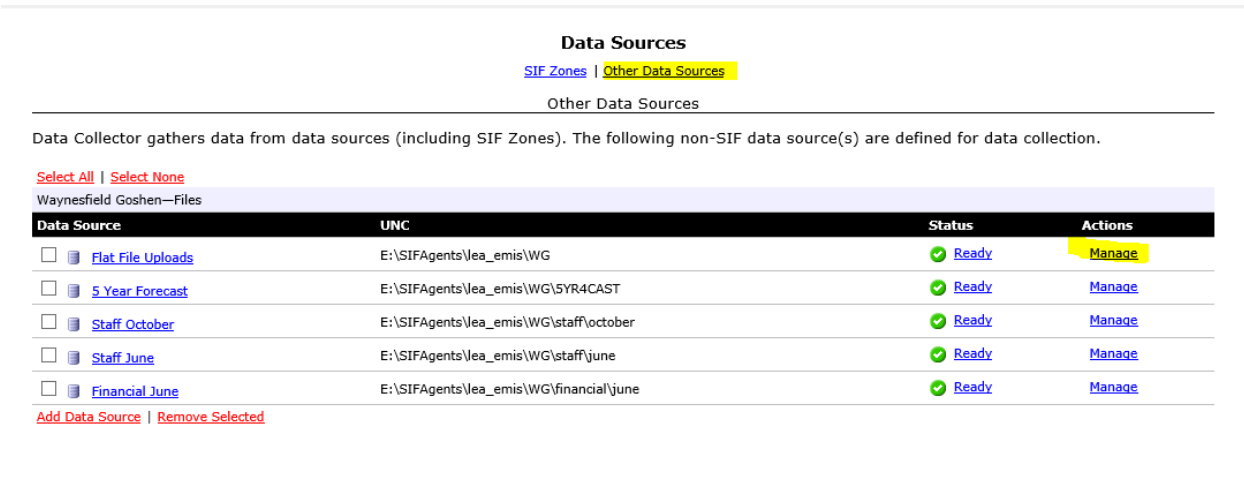 Data Sources
SIF Zones | Other Data Sources
Other Data Sources
Data Collector gathers data from data sources (including SIF Zones). The following non-SIF data source(s) are defined for data collection.
Select All | Select None
Waynesfield Goshen—Files
Data Source UNC Status Actions
Flat File Uploads E:\SIFAgents\lea_emis\WG Ready Manage
5 Year Forecast E:\SIFAgents\lea_emis\WG\5YR4CAST Ready Manage
Staff October E:\SIFAgents\lea_emis\WG\staff\october Ready Manage
Staff June E:\SIFAgents\lea_emis\WG\staff\june Ready Manage
Financial June E:\SIFAgents\lea_emis\WG\financial\june Ready Manage
Add Data Source | Remove Selected